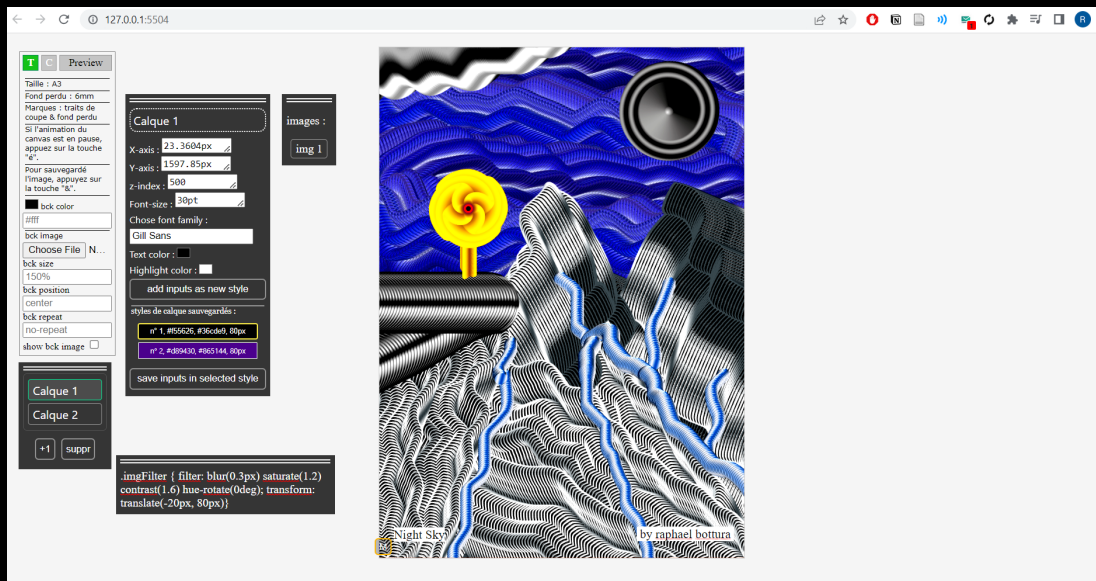 127.0.0.1:5504
R
T C Preview
Taille : A3
Fond perdu : 6mm
Marques : traits de
coupe & fond perdu
Si l'animation du
canvas est en pause,
appuez sur la touche
"é".
Pour sauvegardé
l'image, appuyez sur
la touche "&".
bck color
#fff
bck image
Choose File N...
bck size
150%
bck position
center
bck repeat
no-repeat
show bck image
Calque 1
Calque 2
+1 suppr
Calque 1
X-axis : 23.3604px
Y-axis : 1597.85px
z-index : 500
Font-size : 30pt
Chose font family :
Gill Sans
Text color :
Highlight color :
add inputs as new style
styles de calque sauvegardés :
n° 1, #f55626, #36cde9, 80px
n° 2, #d89430, #865144, 80px
save inputs in selected style
images :
img 1
.imgFilter { filter: blur(0.3px) saturate(1.2)
contrast(1.6) hue-rotate(0deg); transform:
translate(-20px, 80px)}
M
Night Sky
by raphael bottura